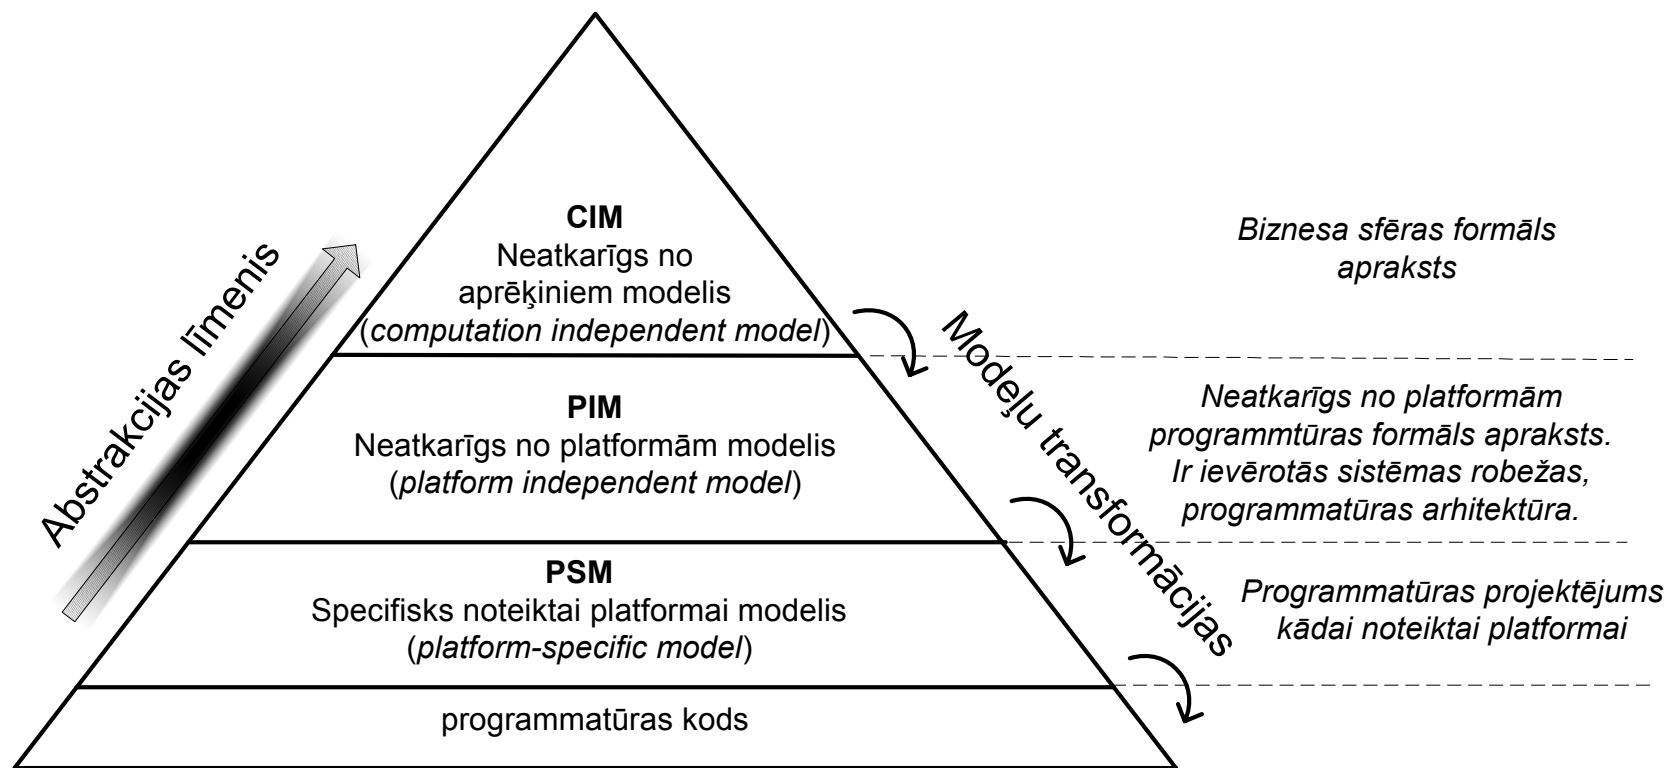 CIM
Neatkarīgs no
aprēķiniem modelis
(computation independent model)
Biznesa sfēras formāls
apraksts
Abstrakcijas līmenis
Modeļu transformācijas
PIM
Neatkarīgs no platformām modelis
(platform independent model)
Neatkarīgs no platformām
programmtūras formāls apraksts.
Ir ievērotās sistēmas robežas,
programmatūras arhitektūra.
PSM
Specifisks noteiktai platformai modelis
(platform-specific model)
Programmatūras projektējums
kādai noteiktai platformai
programmatūras kods